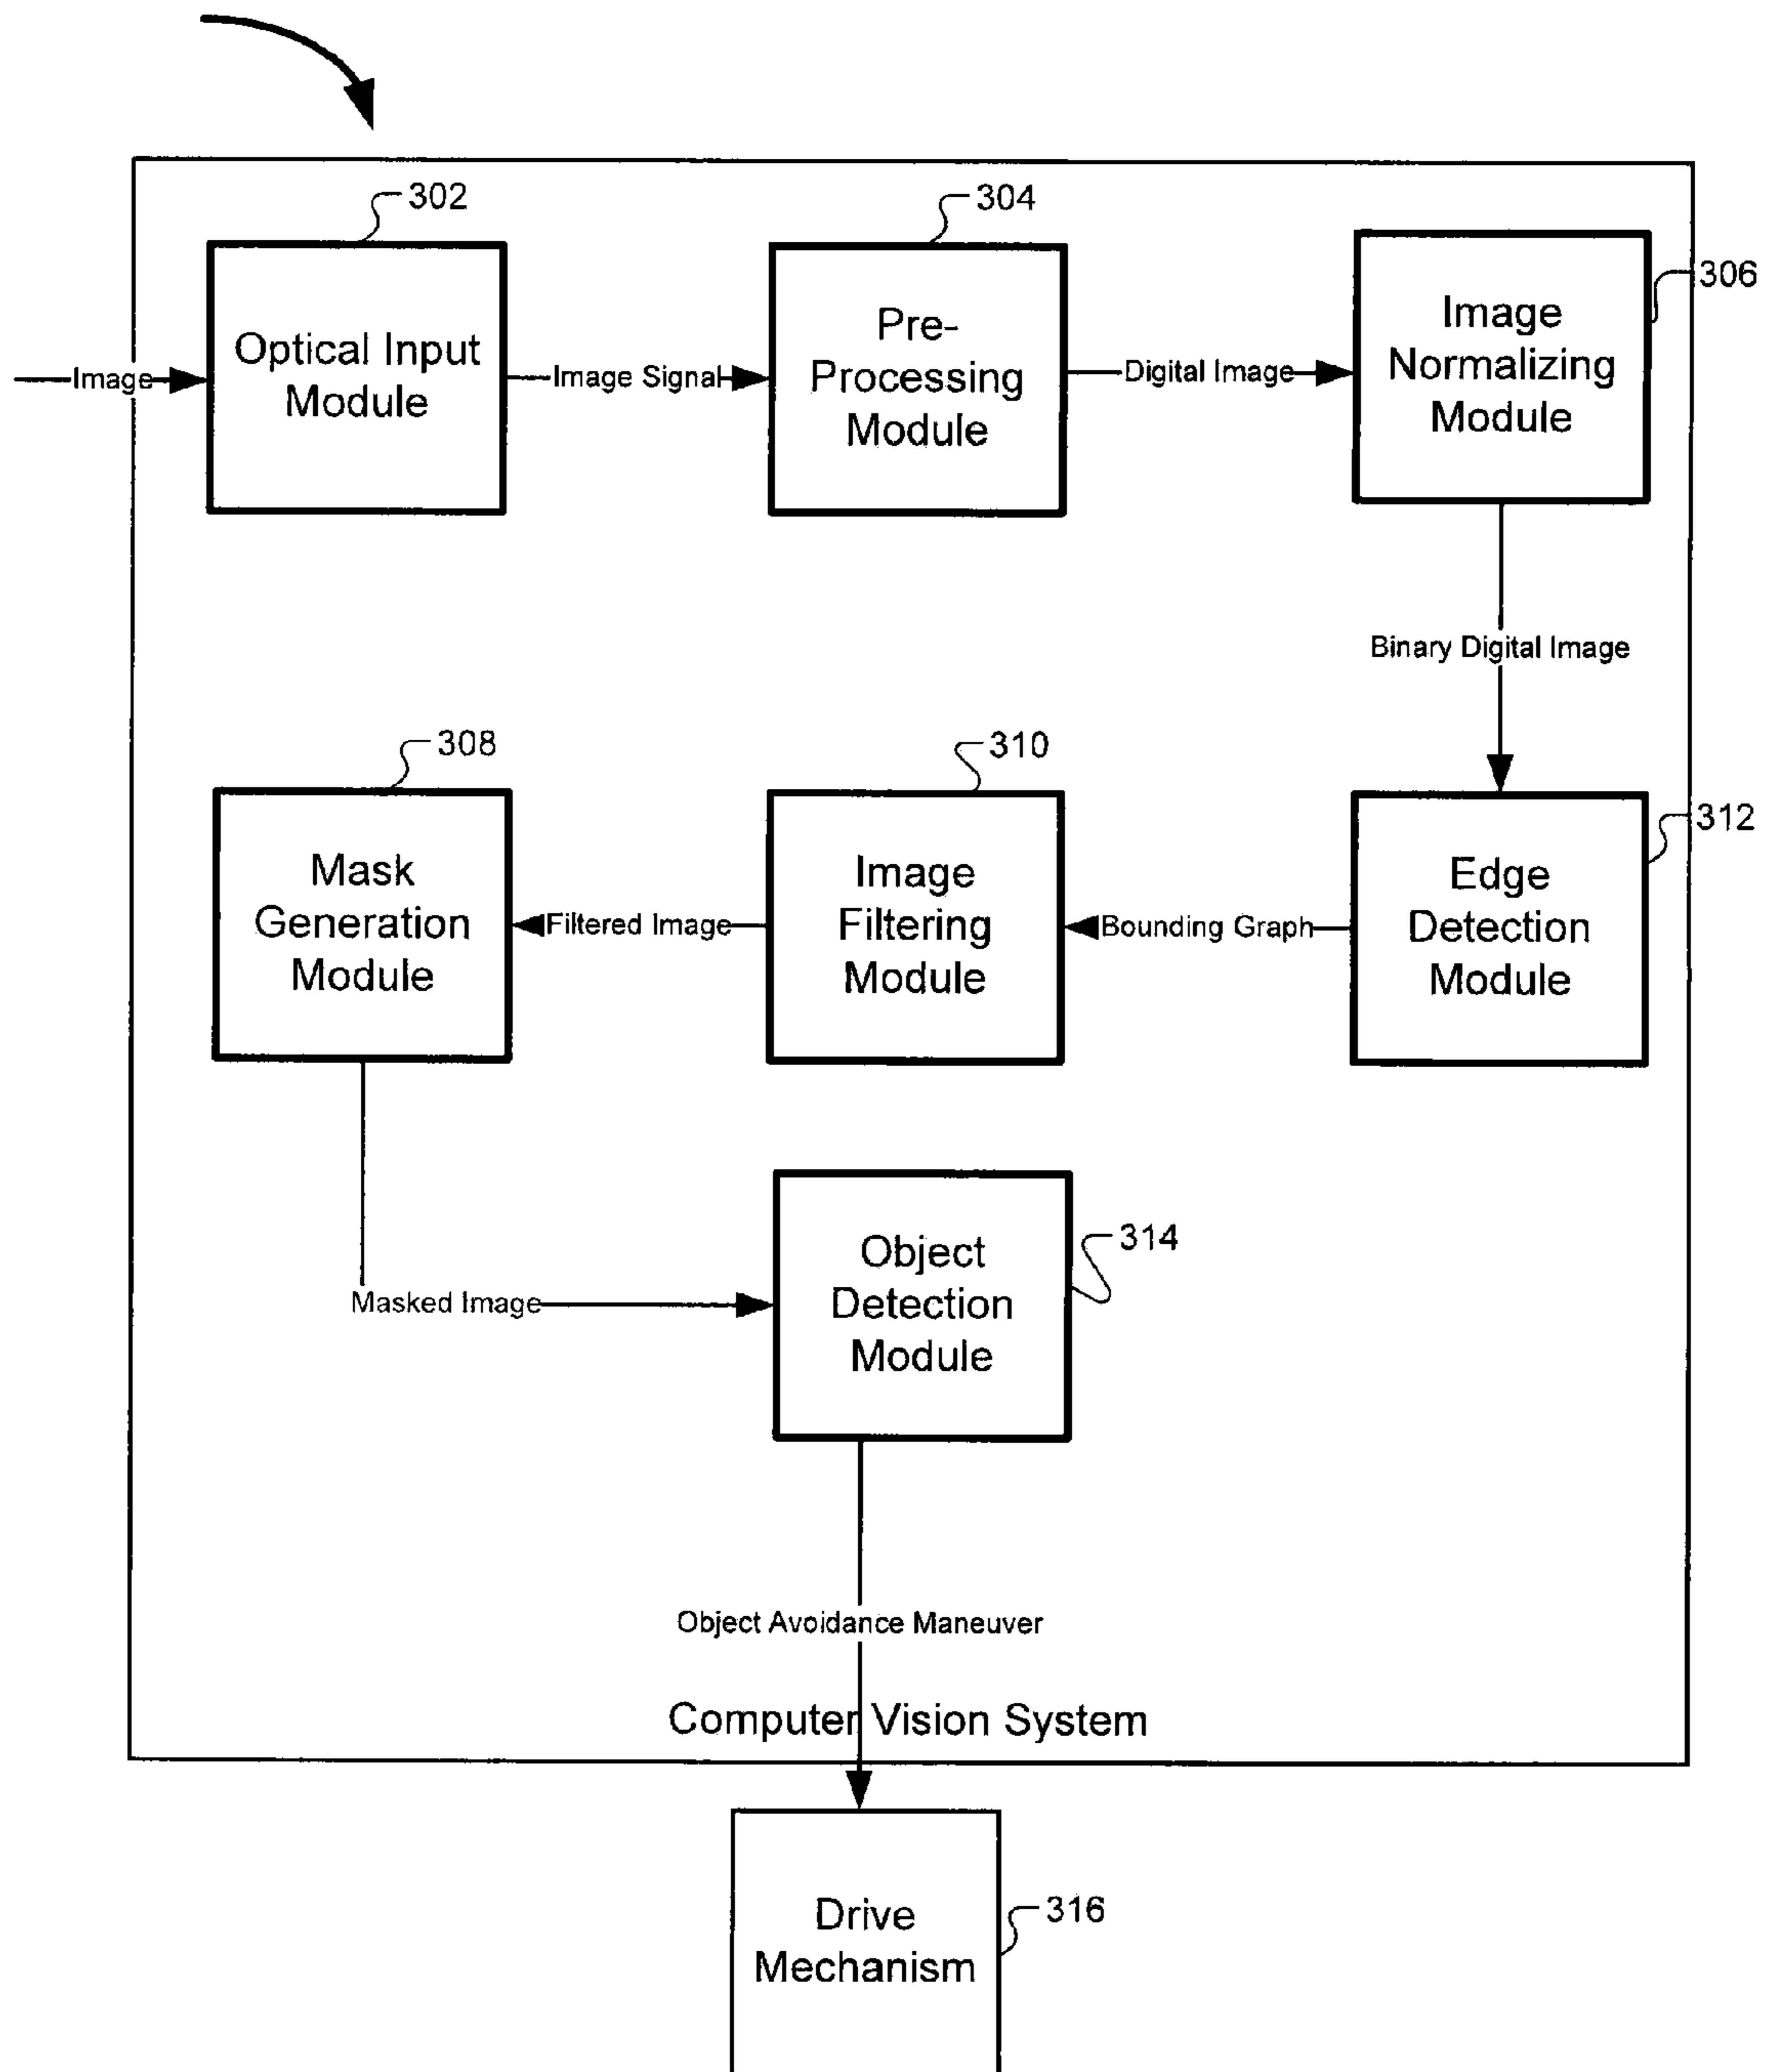 302
304
306
Optical Input
Module
Pre-
Processing
Module
Image
Normalizing
Module
Image
Image Signal
Digital Image
Binary Digital Image
308
310
312
Mask
Generation
Module
Image
Filtering
Module
Edge
Detection
Module
Filtered Image
Bounding Graph
314
Object
Detection
Module
Masked Image
Object Avoidance Maneuver
Computer Vision System
316
Drive
Mechanism